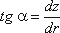 tg α = dz/dr